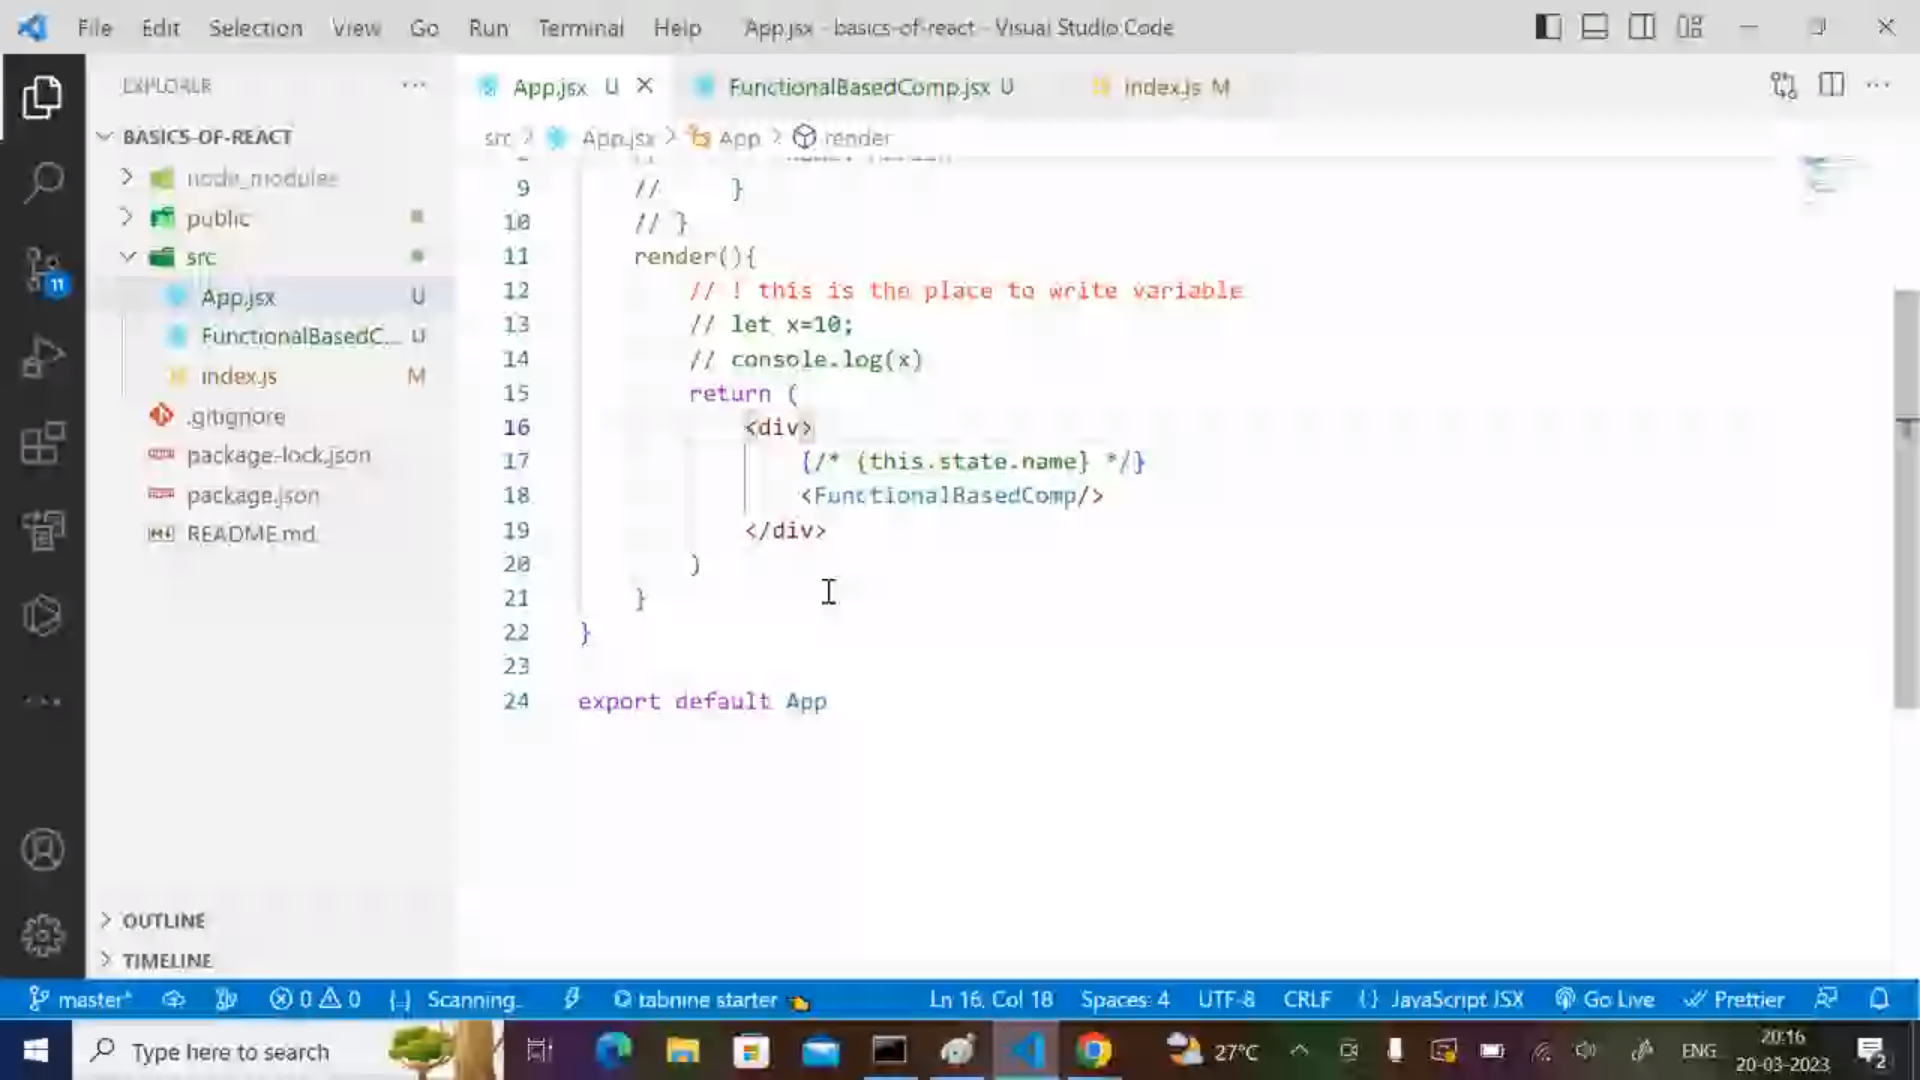 File Edit Selection View Go Run Terminal Help App.jsx - basics-of-react - Visual Studio Code
EXPLORER ...
App.jsx U
FunctionalBasedComp.jsx U
index.js M
BASICS-OF-REACT
src > App.jsx > App > render
node_modules
public
src
App.jsx U
FunctionalBasedC... U
index.js M
.gitignore
package-lock.json
package.json
README.md
11
9 // }
10 // }
11 render(){
12 // ! this is the place to write variable
13 // let x=10;
14 // console.log(x)
15 return (
16 <div>
17 {/* {this.state.name} */}
18 <FunctionalBasedComp/>
19 </div>
20 )
21 }
22 }
23
24 export default App
OUTLINE
TIMELINE
master* 0 0 Scanning.. tabnine starter Ln 16, Col 18 Spaces: 4 UTF-8 CRLF {} JavaScript JSX Go Live Prettier
Type here to search 27°C ENG 20:16
20-03-2023 2